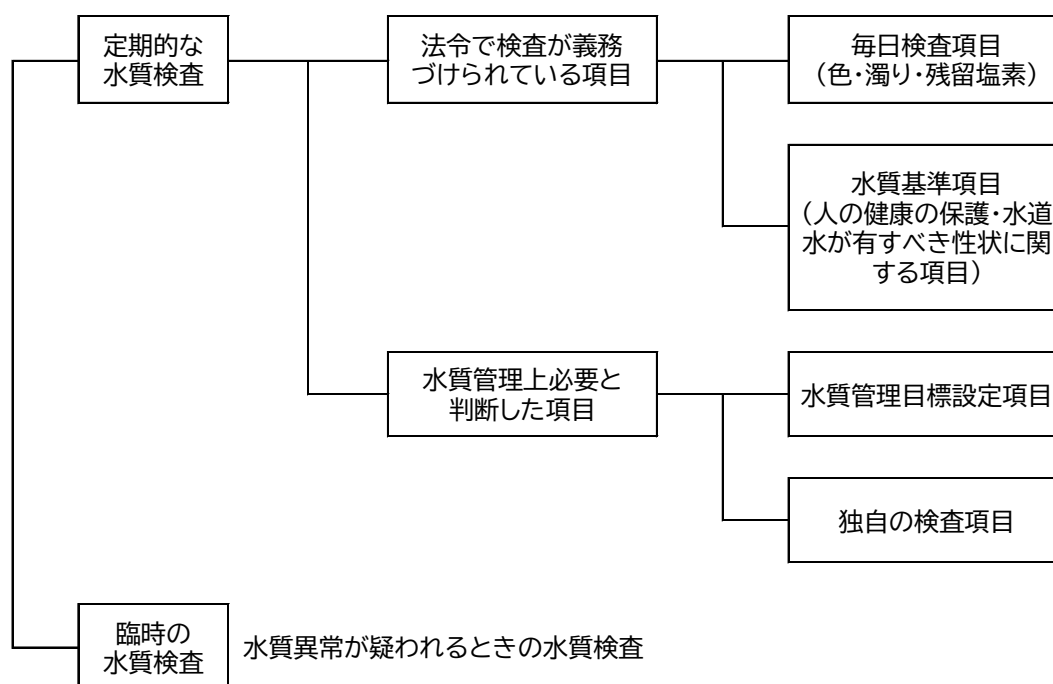 定期的な
水質検査
法令で検査が義務
づけられている項目
毎日検査項目
（色・濁り・残留塩素）
水質基準項目
（人の健康の保護・水道
水が有すべき性状に関
する項目）
水質管理上必要と
判断した項目
水質管理目標設定項目
独自の検査項目
臨時の
水質検査
水質異常が疑われるときの水質検査